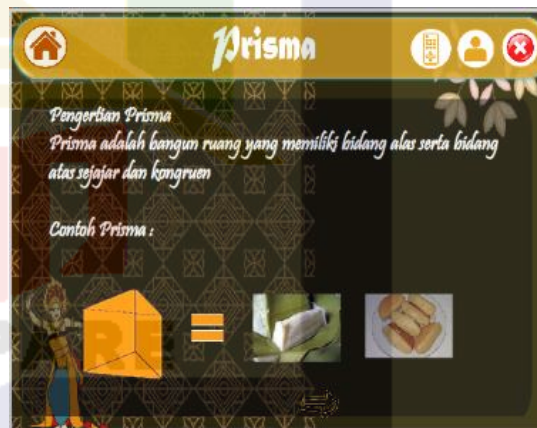 Prisma
Pengertian Prisma
Prisma adalah bangun ruang yang memiliki bidang alas serta bidang
atas sejajar dan kongruen
Contoh Prisma :
=